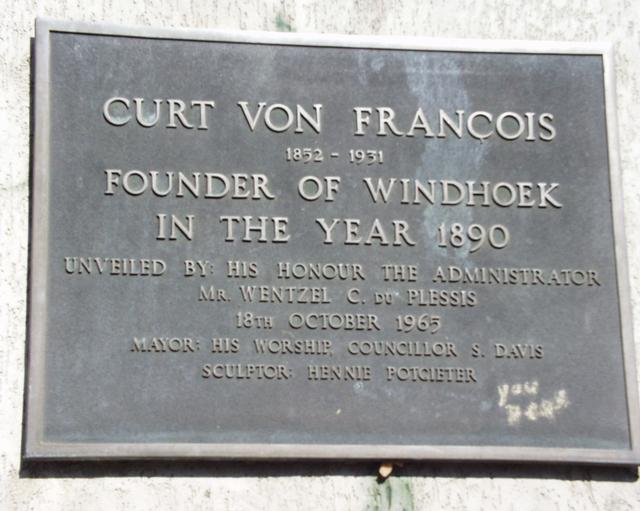 CURT VON FRANÇOIS
1852 - 1931
FOUNDER OF WINDHOEK
IN THE YEAR 1890
UNVEILED BY: HIS HONOUR THE ADMINISTRATOR
MR. WENTZEL C. DU PLESSIS
18TH OCTOBER 1965
MAYOR: HIS WORSHIP, COUNCILLOR S. DAVIS
SCULPTOR: HENNIE POTGIETER
you